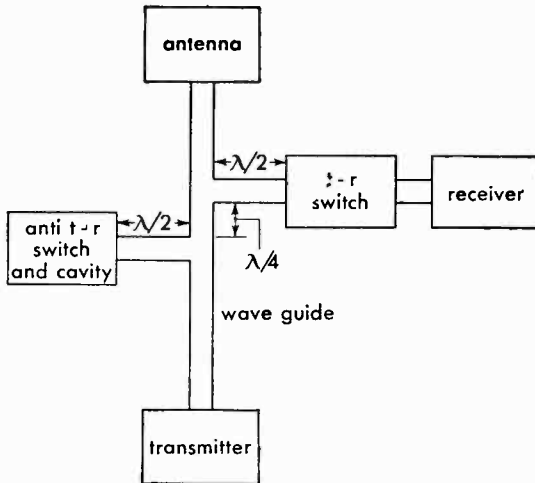 antenna
λ/2
t-r
switch
receiver
anti t-r
switch
and cavity
λ/2
λ/4
wave guide
transmitter